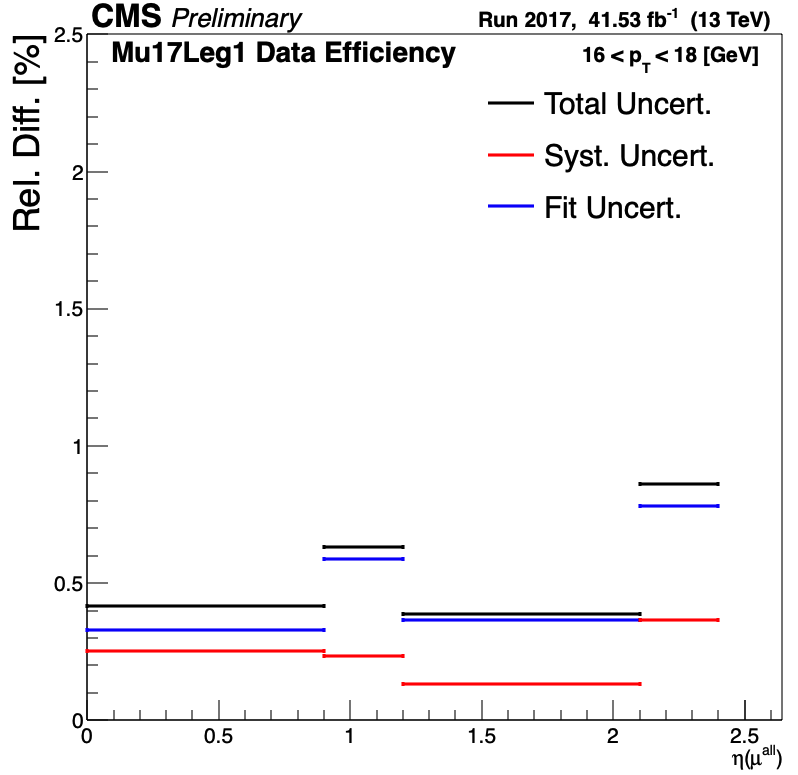 CMS Preliminary
Run 2017, 41.53 fb⁻¹ (13 TeV)
Mu17Leg1 Data Efficiency
16 < p_T < 18 [GeV]
Total Uncert.
Syst. Uncert.
Fit Uncert.
Rel. Diff. [%]
2.5
2
1.5
1
0.5
0
0 0.5 1 1.5 2 2.5
η(μ^all)